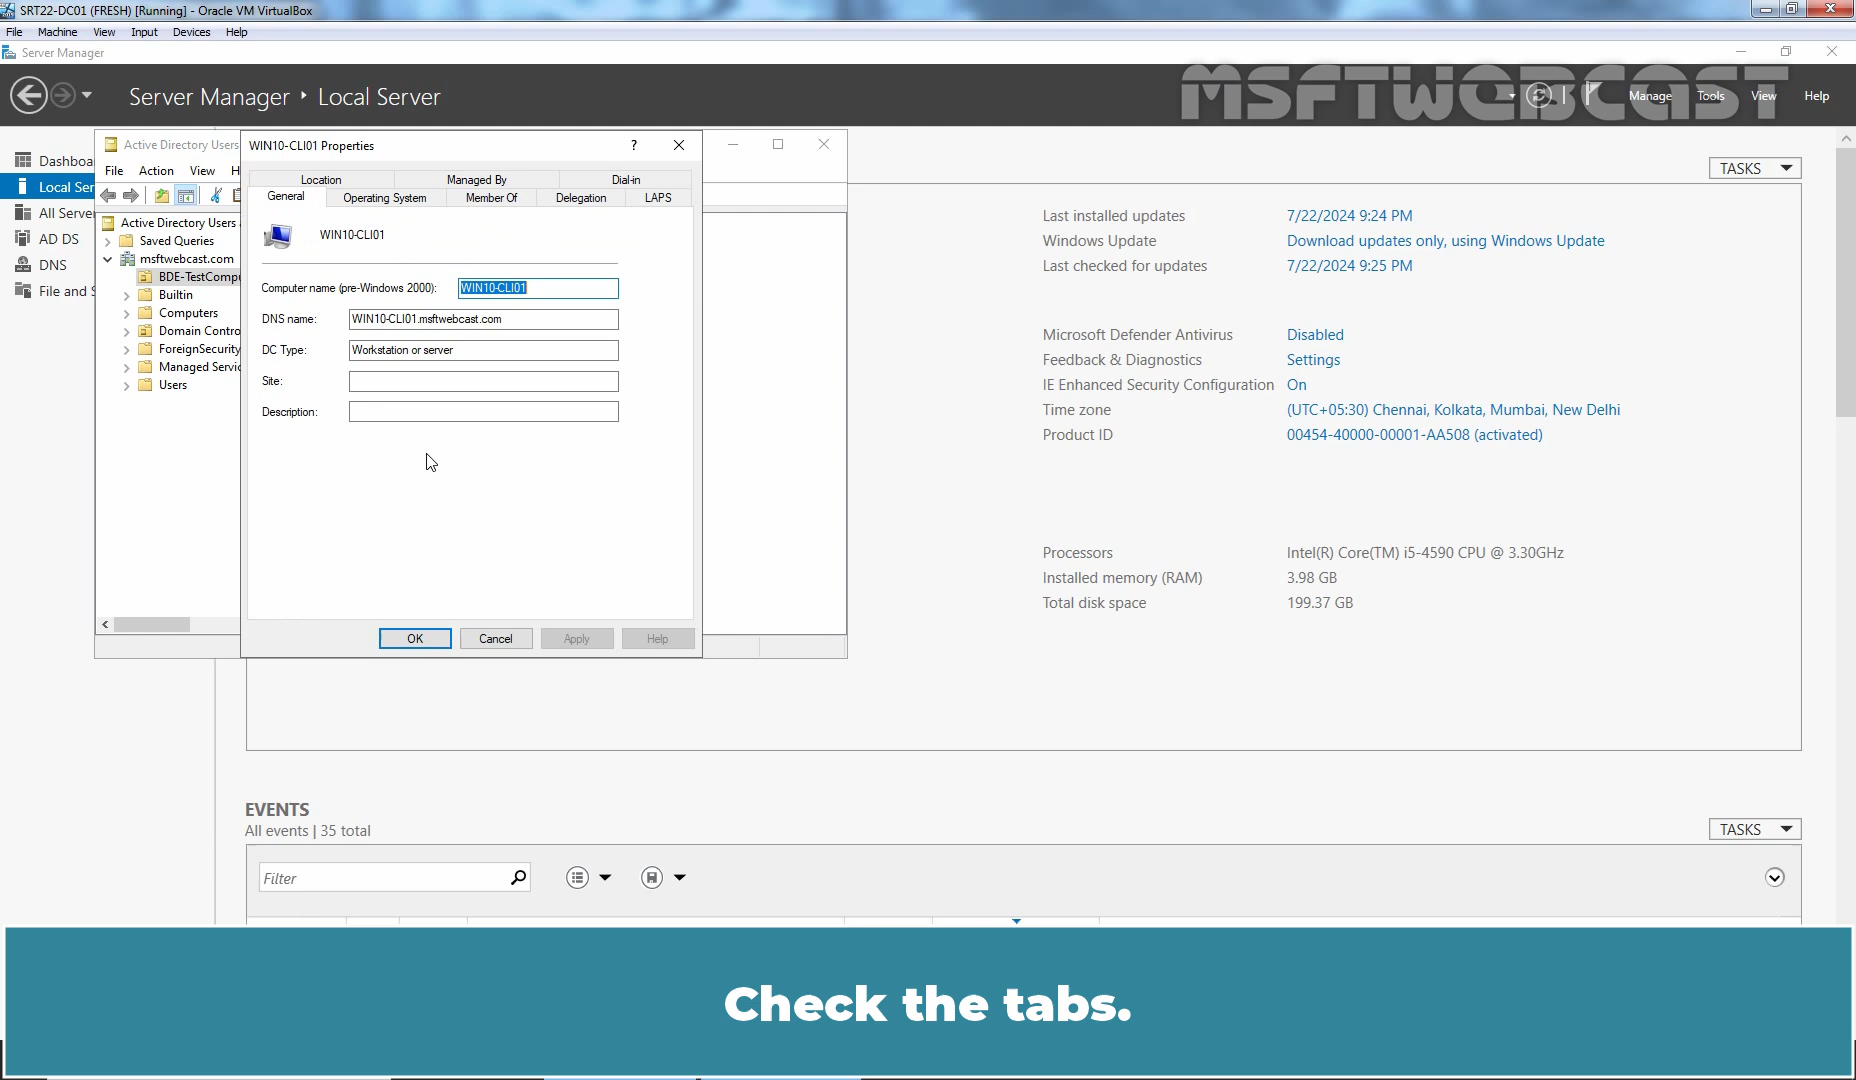 SRT22-DC01 (FRESH) [Running] - Oracle VM VirtualBox
File Machine View Input Devices Help
Server Manager
Server Manager Local Server
MSFTWEBCAST
Manage Tools View Help
Dashboa
Local Ser
All Server
AD DS
DNS
File and S
Active Directory Users
File Action View H
Active Directory Users
Saved Queries
msftwebcast.com
BDE-TestCompu
Builtin
Computers
Domain Contro
ForeignSecurity
Managed Servic
Users
WIN10-CLI01 Properties
?
Location Managed By Dial-in
General Operating System Member Of Delegation LAPS
WIN10-CLI01
Computer name (pre-Windows 2000): WIN10-CLI01
DNS name: WIN10-CLI01.msftwebcast.com
DC Type: Workstation or server
Site:
Description:
OK Cancel Apply Help
TASKS
Last installed updates 7/22/2024 9:24 PM
Windows Update Download updates only, using Windows Update
Last checked for updates 7/22/2024 9:25 PM
Microsoft Defender Antivirus Disabled
Feedback & Diagnostics Settings
IE Enhanced Security Configuration On
Time zone (UTC+05:30) Chennai, Kolkata, Mumbai, New Delhi
Product ID 00454-40000-00001-AA508 (activated)
Processors Intel(R) Core(TM) i5-4590 CPU @ 3.30GHz
Installed memory (RAM) 3.98 GB
Total disk space 199.37 GB
EVENTS
All events | 35 total
TASKS
Filter
Check the tabs.